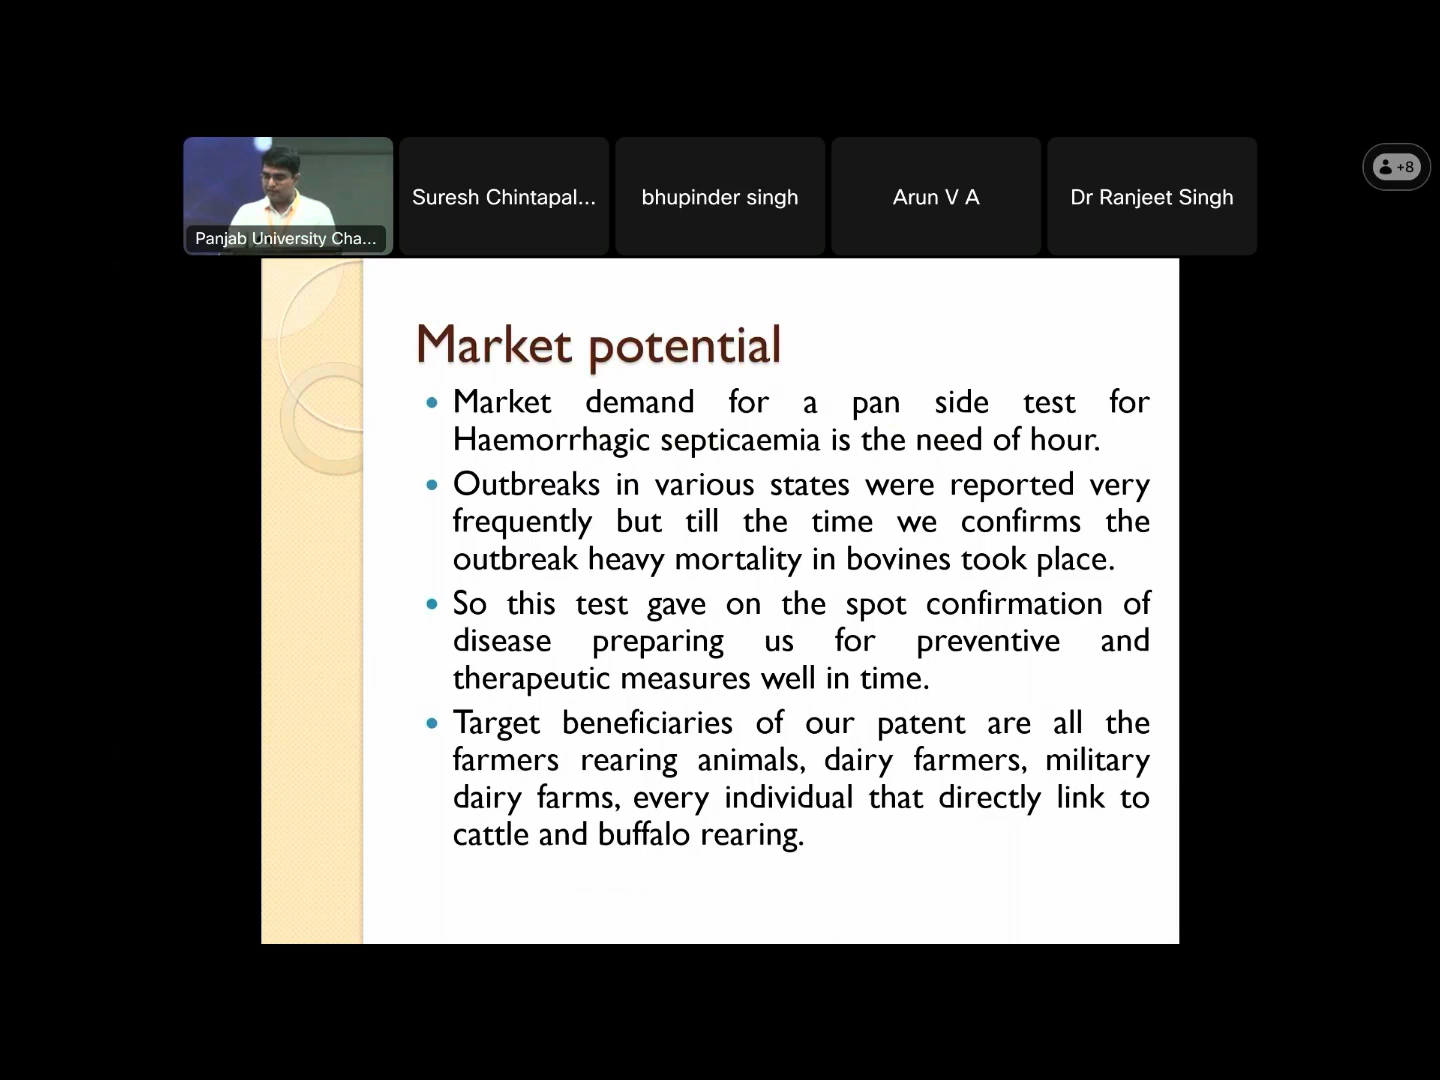 Panjab University Cha...
Suresh Chintapal...
bhupinder singh
Arun V A
Dr Ranjeet Singh
+8
Market potential
• Market demand for a pan side test for
Haemorrhagic septicaemia is the need of hour.
• Outbreaks in various states were reported very
frequently but till the time we confirms the
outbreak heavy mortality in bovines took place.
• So this test gave on the spot confirmation of
disease preparing us for preventive and
therapeutic measures well in time.
• Target beneficiaries of our patent are all the
farmers rearing animals, dairy farmers, military
dairy farms, every individual that directly link to
cattle and buffalo rearing.